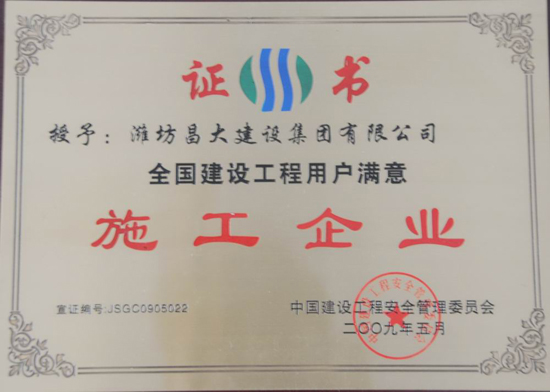 证书
授予：潍坊昌大建设集团有限公司
全国建设工程用户满意
施工企业
宣证编号:JSGC0905022
中国建设工程安全管理委员会
二〇〇九年五月